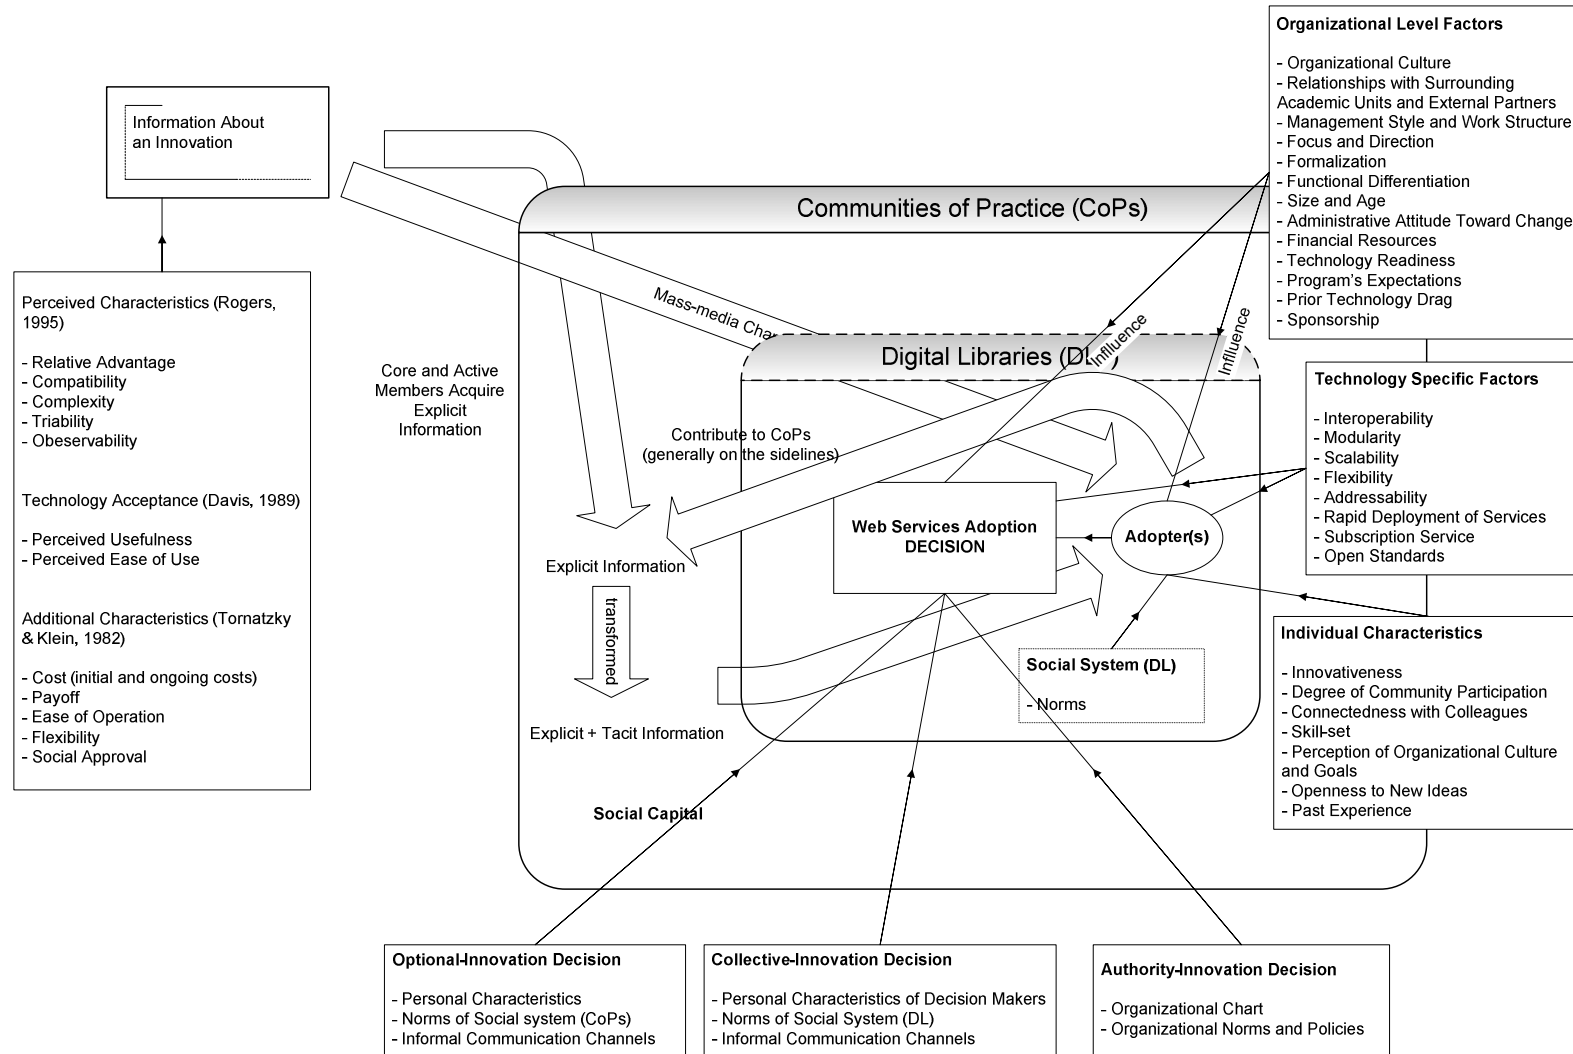 Information About
an Innovation
Perceived Characteristics (Rogers,
1995)
- Relative Advantage
- Compatibility
- Complexity
- Triability
- Obeservability
Technology Acceptance (Davis, 1989)
- Perceived Usefulness
- Perceived Ease of Use
Additional Characteristics (Tornatzky
& Klein, 1982)
- Cost (initial and ongoing costs)
- Payoff
- Ease of Operation
- Flexibility
- Social Approval
Communities of Practice (CoPs)
Mass-media
Digital Libraries
Inflluence
Inflluence
Core and Active
Members Acquire
Explicit
Information
Contribute to CoPs
(generally on the sidelines)
Web Services Adoption
DECISION
Adopter(s)
Explicit Information
transformed
Explicit + Tacit Information
Social System (DL)
- Norms
Social Capital
Organizational Level Factors
- Organizational Culture
- Relationships with Surrounding
Academic Units and External Partners
- Management Style and Work Structure
- Focus and Direction
- Formalization
- Functional Differentiation
- Size and Age
- Administrative Attitude Toward Change
- Financial Resources
- Technology Readiness
- Program's Expectations
- Prior Technology Drag
- Sponsorship
Technology Specific Factors
- Interoperability
- Modularity
- Scalability
- Flexibility
- Addressability
- Rapid Deployment of Services
- Subscription Service
- Open Standards
Individual Characteristics
- Innovativeness
- Degree of Community Participation
- Connectedness with Colleagues
- Skill-set
- Perception of Organizational Culture
and Goals
- Openness to New Ideas
- Past Experience
Optional-Innovation Decision
- Personal Characteristics
- Norms of Social system (CoPs)
- Informal Communication Channels
Collective-Innovation Decision
- Personal Characteristics of Decision Makers
- Norms of Social System (DL)
- Informal Communication Channels
Authority-Innovation Decision
- Organizational Chart
- Organizational Norms and Policies